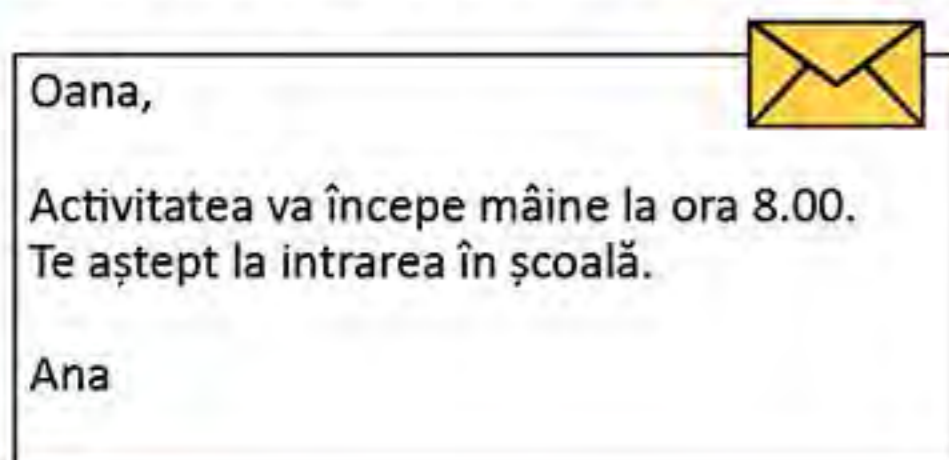 Oana,
Activitatea va începe mâine la ora 8.00.
Te aștept la intrarea în școală.
Ana